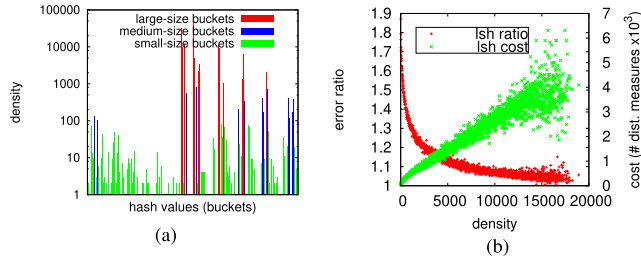 large-size buckets
medium-size buckets
small-size buckets
100000
10000
1000
100
10
1
density
hash values (buckets)
(a)
lsh ratio
lsh cost
1.9
1.8
1.7
1.6
1.5
1.4
1.3
1.2
1.1
1
error ratio
0
5000
10000
15000
20000
density
7
6
5
4
3
2
1
0
cost (# dist. measures x10³)
(b)